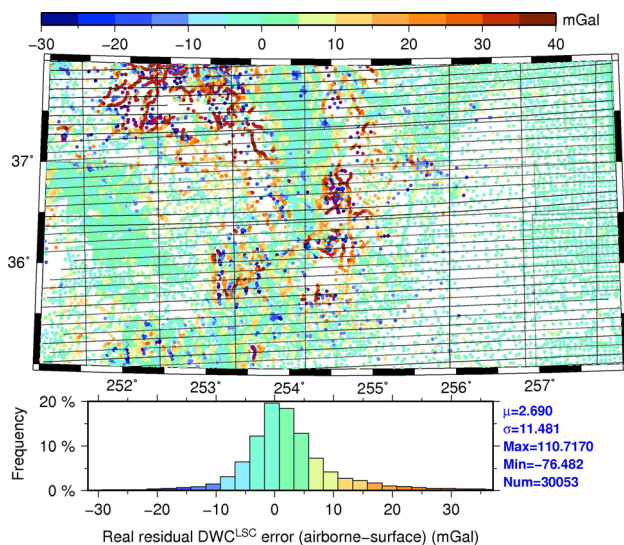 mGal
−30 −20 −10 0 10 20 30 40
37°
36°
252° 253° 254° 255° 256° 257°
20 %
0 %
Frequency
−30 −20 −10 0 10 20 30
Real residual DWC^LSC error (airborne−surface) (mGal)
μ=2.690
σ=11.481
Max=110.7170
Min=−76.482
Num=30053